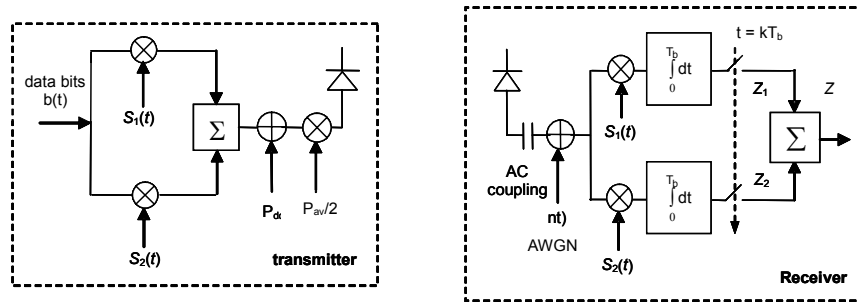 data bits
b(t)
S1(t)
Σ
S2(t)
Pdc
Pav/2
transmitter
AC
coupling
nt)
AWGN
S1(t)
Tb
∫dt
0
t = kTb
Z1
Z
Σ
Tb
∫dt
0
Z2
S2(t)
Receiver